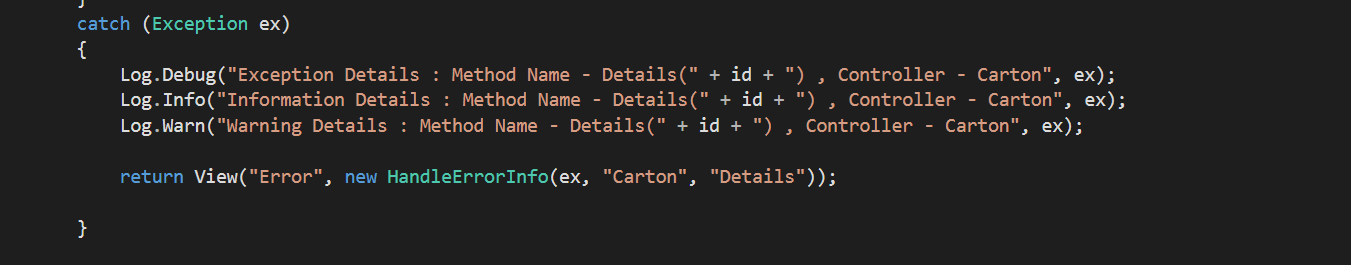 }
catch (Exception ex)
{
Log.Debug("Exception Details : Method Name - Details(" + id + ") , Controller - Carton", ex);
Log.Info("Information Details : Method Name - Details(" + id + ") , Controller - Carton", ex);
Log.Warn("Warning Details : Method Name - Details(" + id + ") , Controller - Carton", ex);
return View("Error", new HandleErrorInfo(ex, "Carton", "Details"));
}